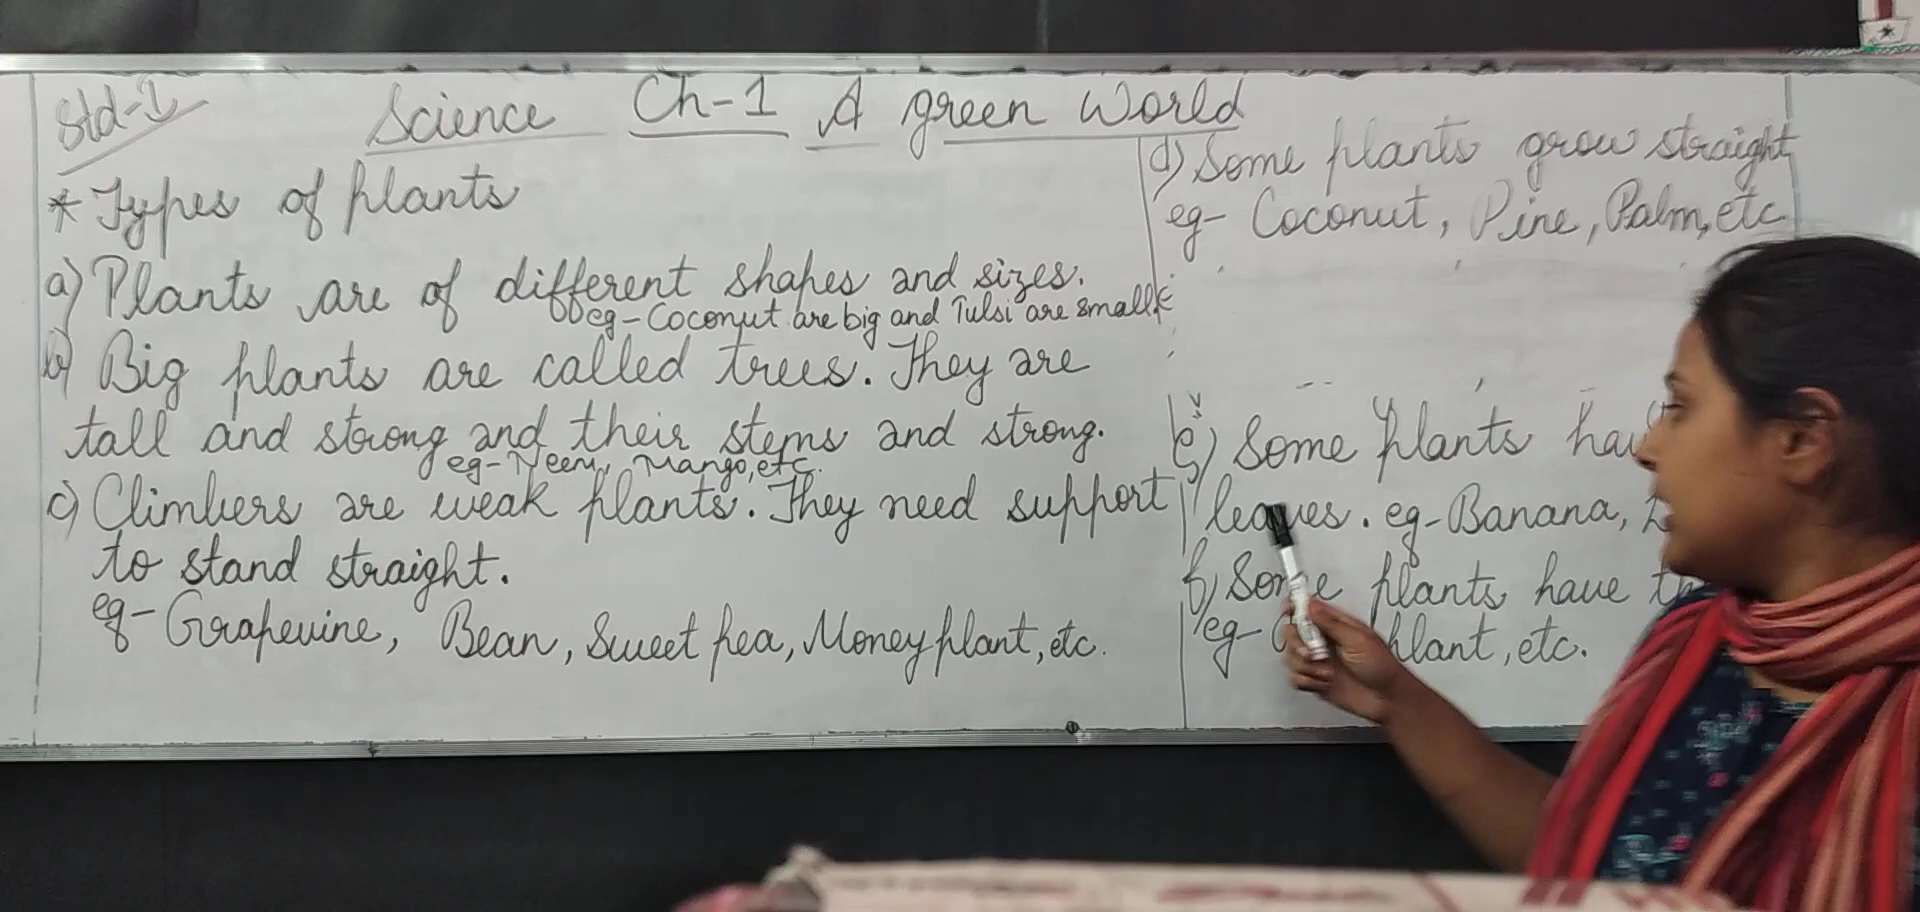 Std-I
Science Ch-1 A green World
* Types of plants
a) Plants are of different shapes and sizes.
eg- Coconut are big and Tulsi are small.
b) Big plants are called trees. They are
tall and strong and their stems and strong.
eg- Neem, Mango, etc.
c) Climbers are weak plants. They need support
to stand straight.
eg- Grapevine, Bean, Sweet pea, Money plant, etc.
d) Some plants grow straight
eg- Coconut, Pine, Palm, etc
e) Some plants
leaves. eg- Banana,
f) Some plants have
eg- plant, etc.